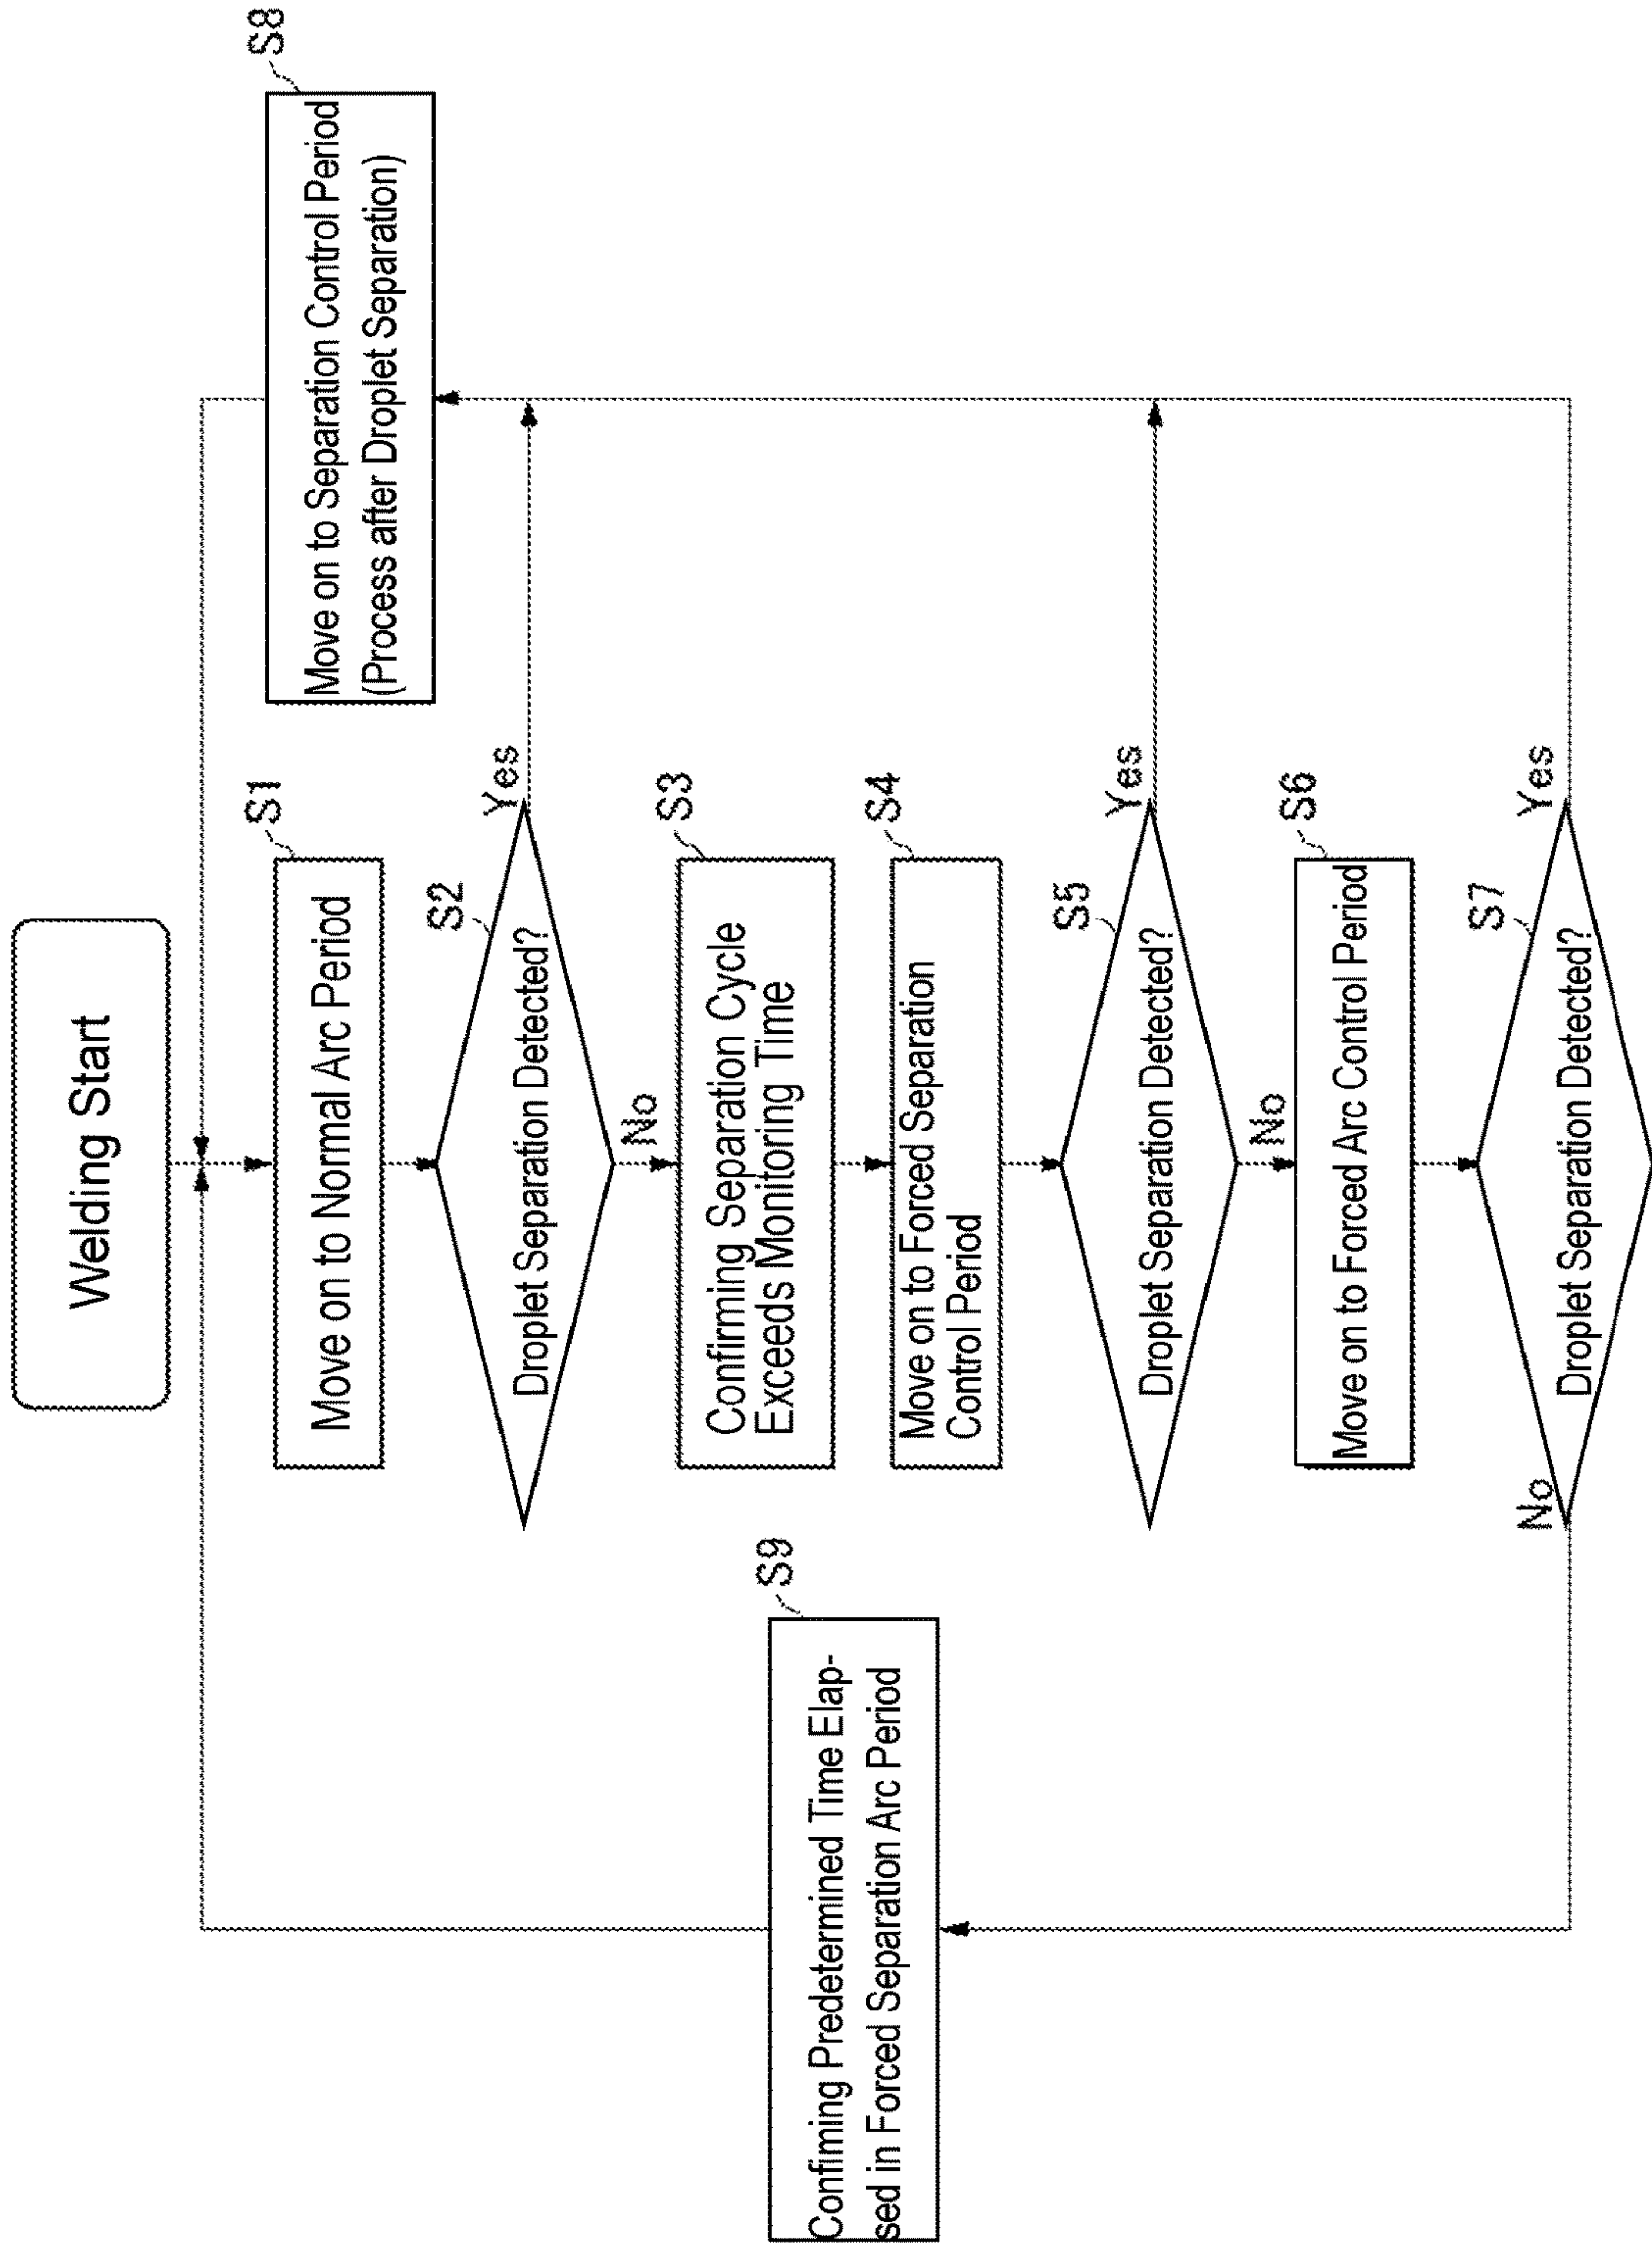 Welding Start
S1
Move on to Normal Arc Period
S2
Droplet Separation Detected?
Yes
No
S3
Confirming Separation Cycle
Exceeds Monitoring Time
S4
Move on to Forced Separation
Control Period
S5
Droplet Separation Detected?
Yes
No
S6
Move on to Forced Arc Control Period
S7
Droplet Separation Detected?
Yes
No
S8
Move on to Separation Control Period
(Process after Droplet Separation)
S9
Confiming Predetermined Time Elap-
sed in Forced Separation Arc Period